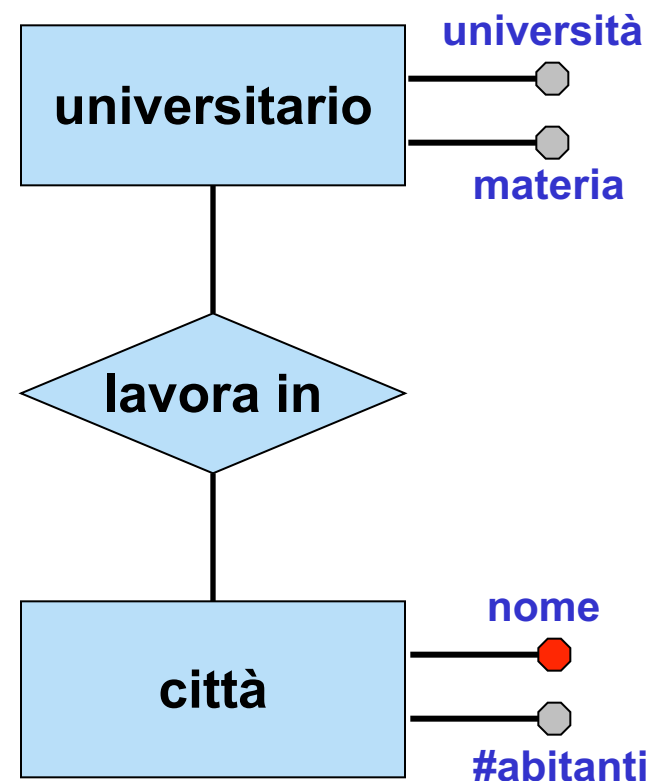 università
universitario
materia
lavora in
nome
città
#abitanti